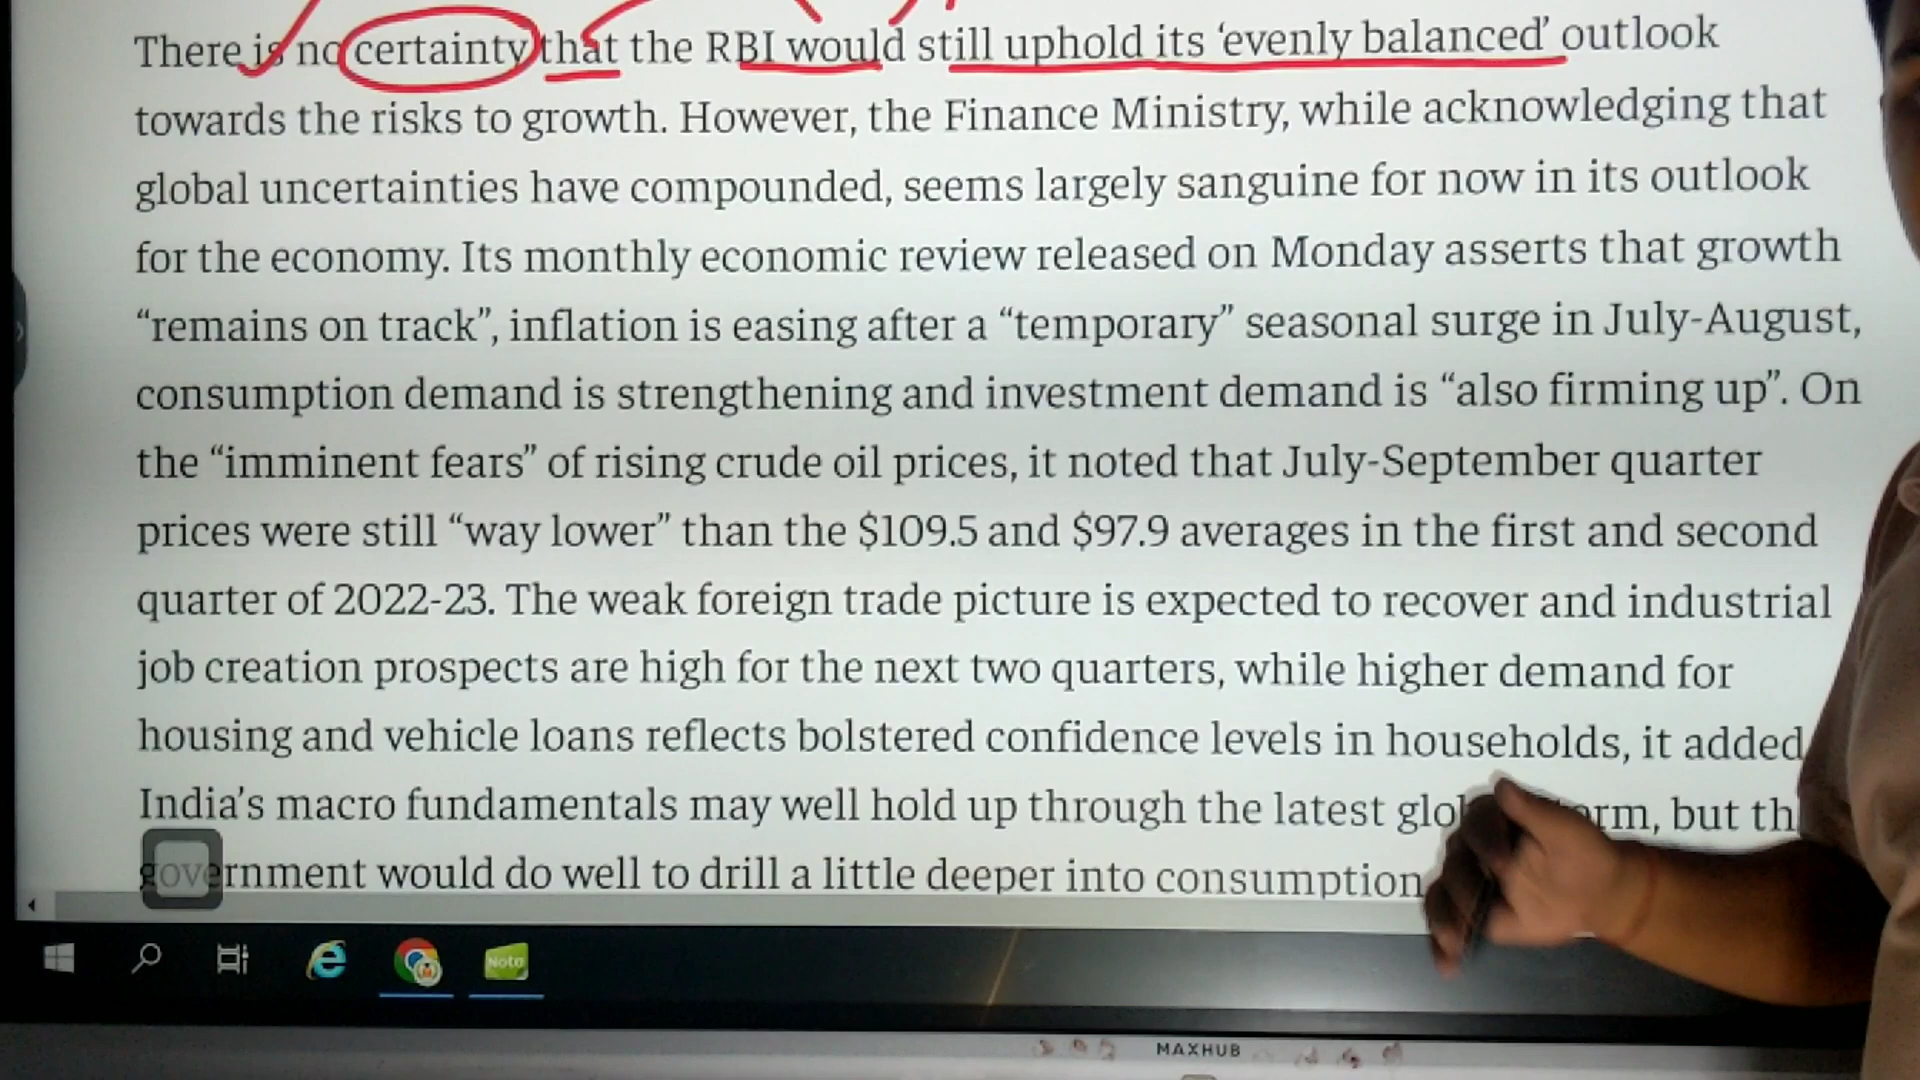 There is no certainty that the RBI would still uphold its ‘evenly balanced’ outlook
towards the risks to growth. However, the Finance Ministry, while acknowledging that
global uncertainties have compounded, seems largely sanguine for now in its outlook
for the economy. Its monthly economic review released on Monday asserts that growth
“remains on track”, inflation is easing after a “temporary” seasonal surge in July-August,
consumption demand is strengthening and investment demand is “also firming up”. On
the “imminent fears” of rising crude oil prices, it noted that July-September quarter
prices were still “way lower” than the $109.5 and $97.9 averages in the first and second
quarter of 2022-23. The weak foreign trade picture is expected to recover and industrial
job creation prospects are high for the next two quarters, while higher demand for
housing and vehicle loans reflects bolstered confidence levels in households, it added
India’s macro fundamentals may well hold up through the latest but
government would do well to drill a little deeper into consumption
Note
MAXHUB